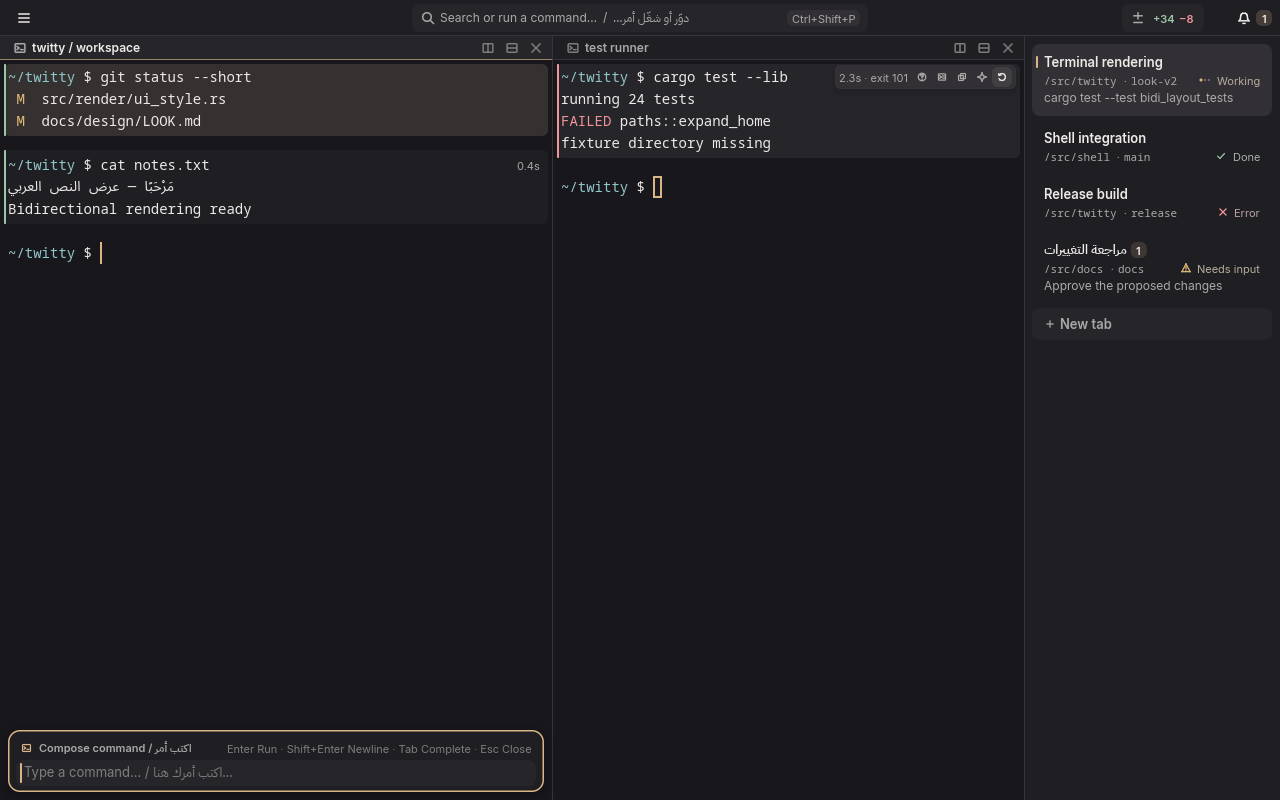 Search or run a command... / دوّر أو شغّل أمر...
Ctrl+Shift+P
+34 −8
1
twitty / workspace
~/twitty $ git status --short
M src/render/ui_style.rs
M docs/design/LOOK.md
~/twitty $ cat notes.txt
0.4s
مَرْحَبًا — عرض النص العربي
Bidirectional rendering ready
~/twitty $
Compose command / اكتب أمر
Enter Run · Shift+Enter Newline · Tab Complete · Esc Close
Type a command... / اكتب أمرك هنا...
test runner
~/twitty $ cargo test --lib
2.3s · exit 101
running 24 tests
FAILED paths::expand_home
fixture directory missing
~/twitty $
Terminal rendering
/src/twitty · look-v2
Working
cargo test --test bidi_layout_tests
Shell integration
/src/shell · main
Done
Release build
/src/twitty · release
Error
مراجعة التغييرات 1
/src/docs · docs
Needs input
Approve the proposed changes
+ New tab